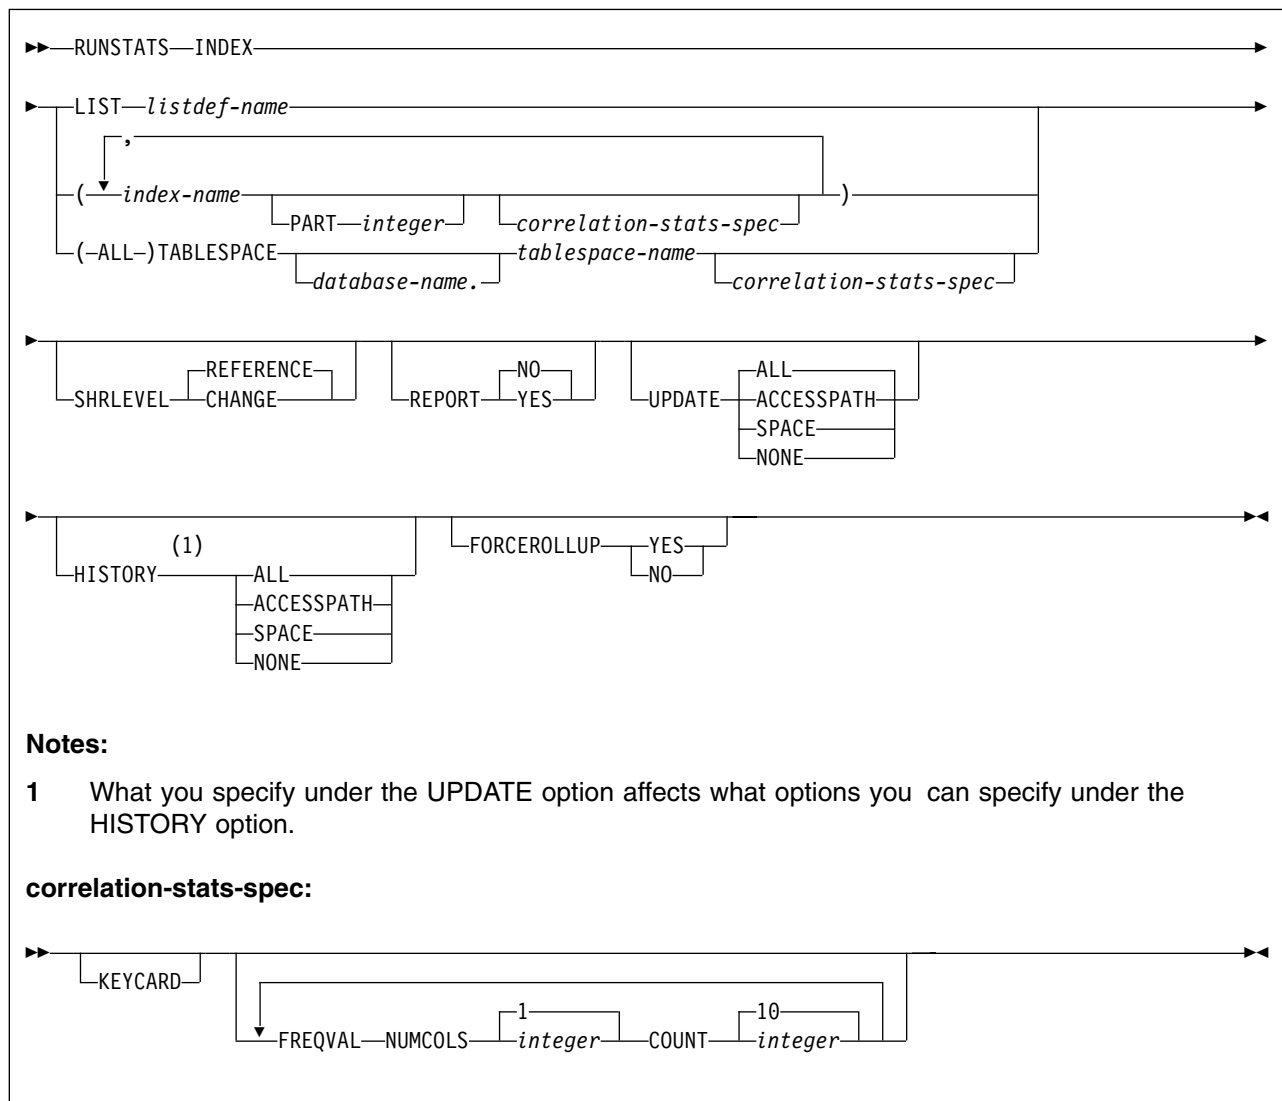 RUNSTATS INDEX
LIST listdef-name
,
( index-name )
PART integer correlation-stats-spec
(ALL)TABLESPACE tablespace-name
database-name. correlation-stats-spec
REFERENCE NO ALL
SHRLEVEL CHANGE REPORT YES UPDATE ACCESSPATH
SPACE
NONE
(1) FORCEROLLUP YES
HISTORY ALL NO
ACCESSPATH
SPACE
NONE
Notes:
1 What you specify under the UPDATE option affects what options you can specify under the
HISTORY option.
correlation-stats-spec:
KEYCARD
1 10
FREQVAL NUMCOLS integer COUNT integer